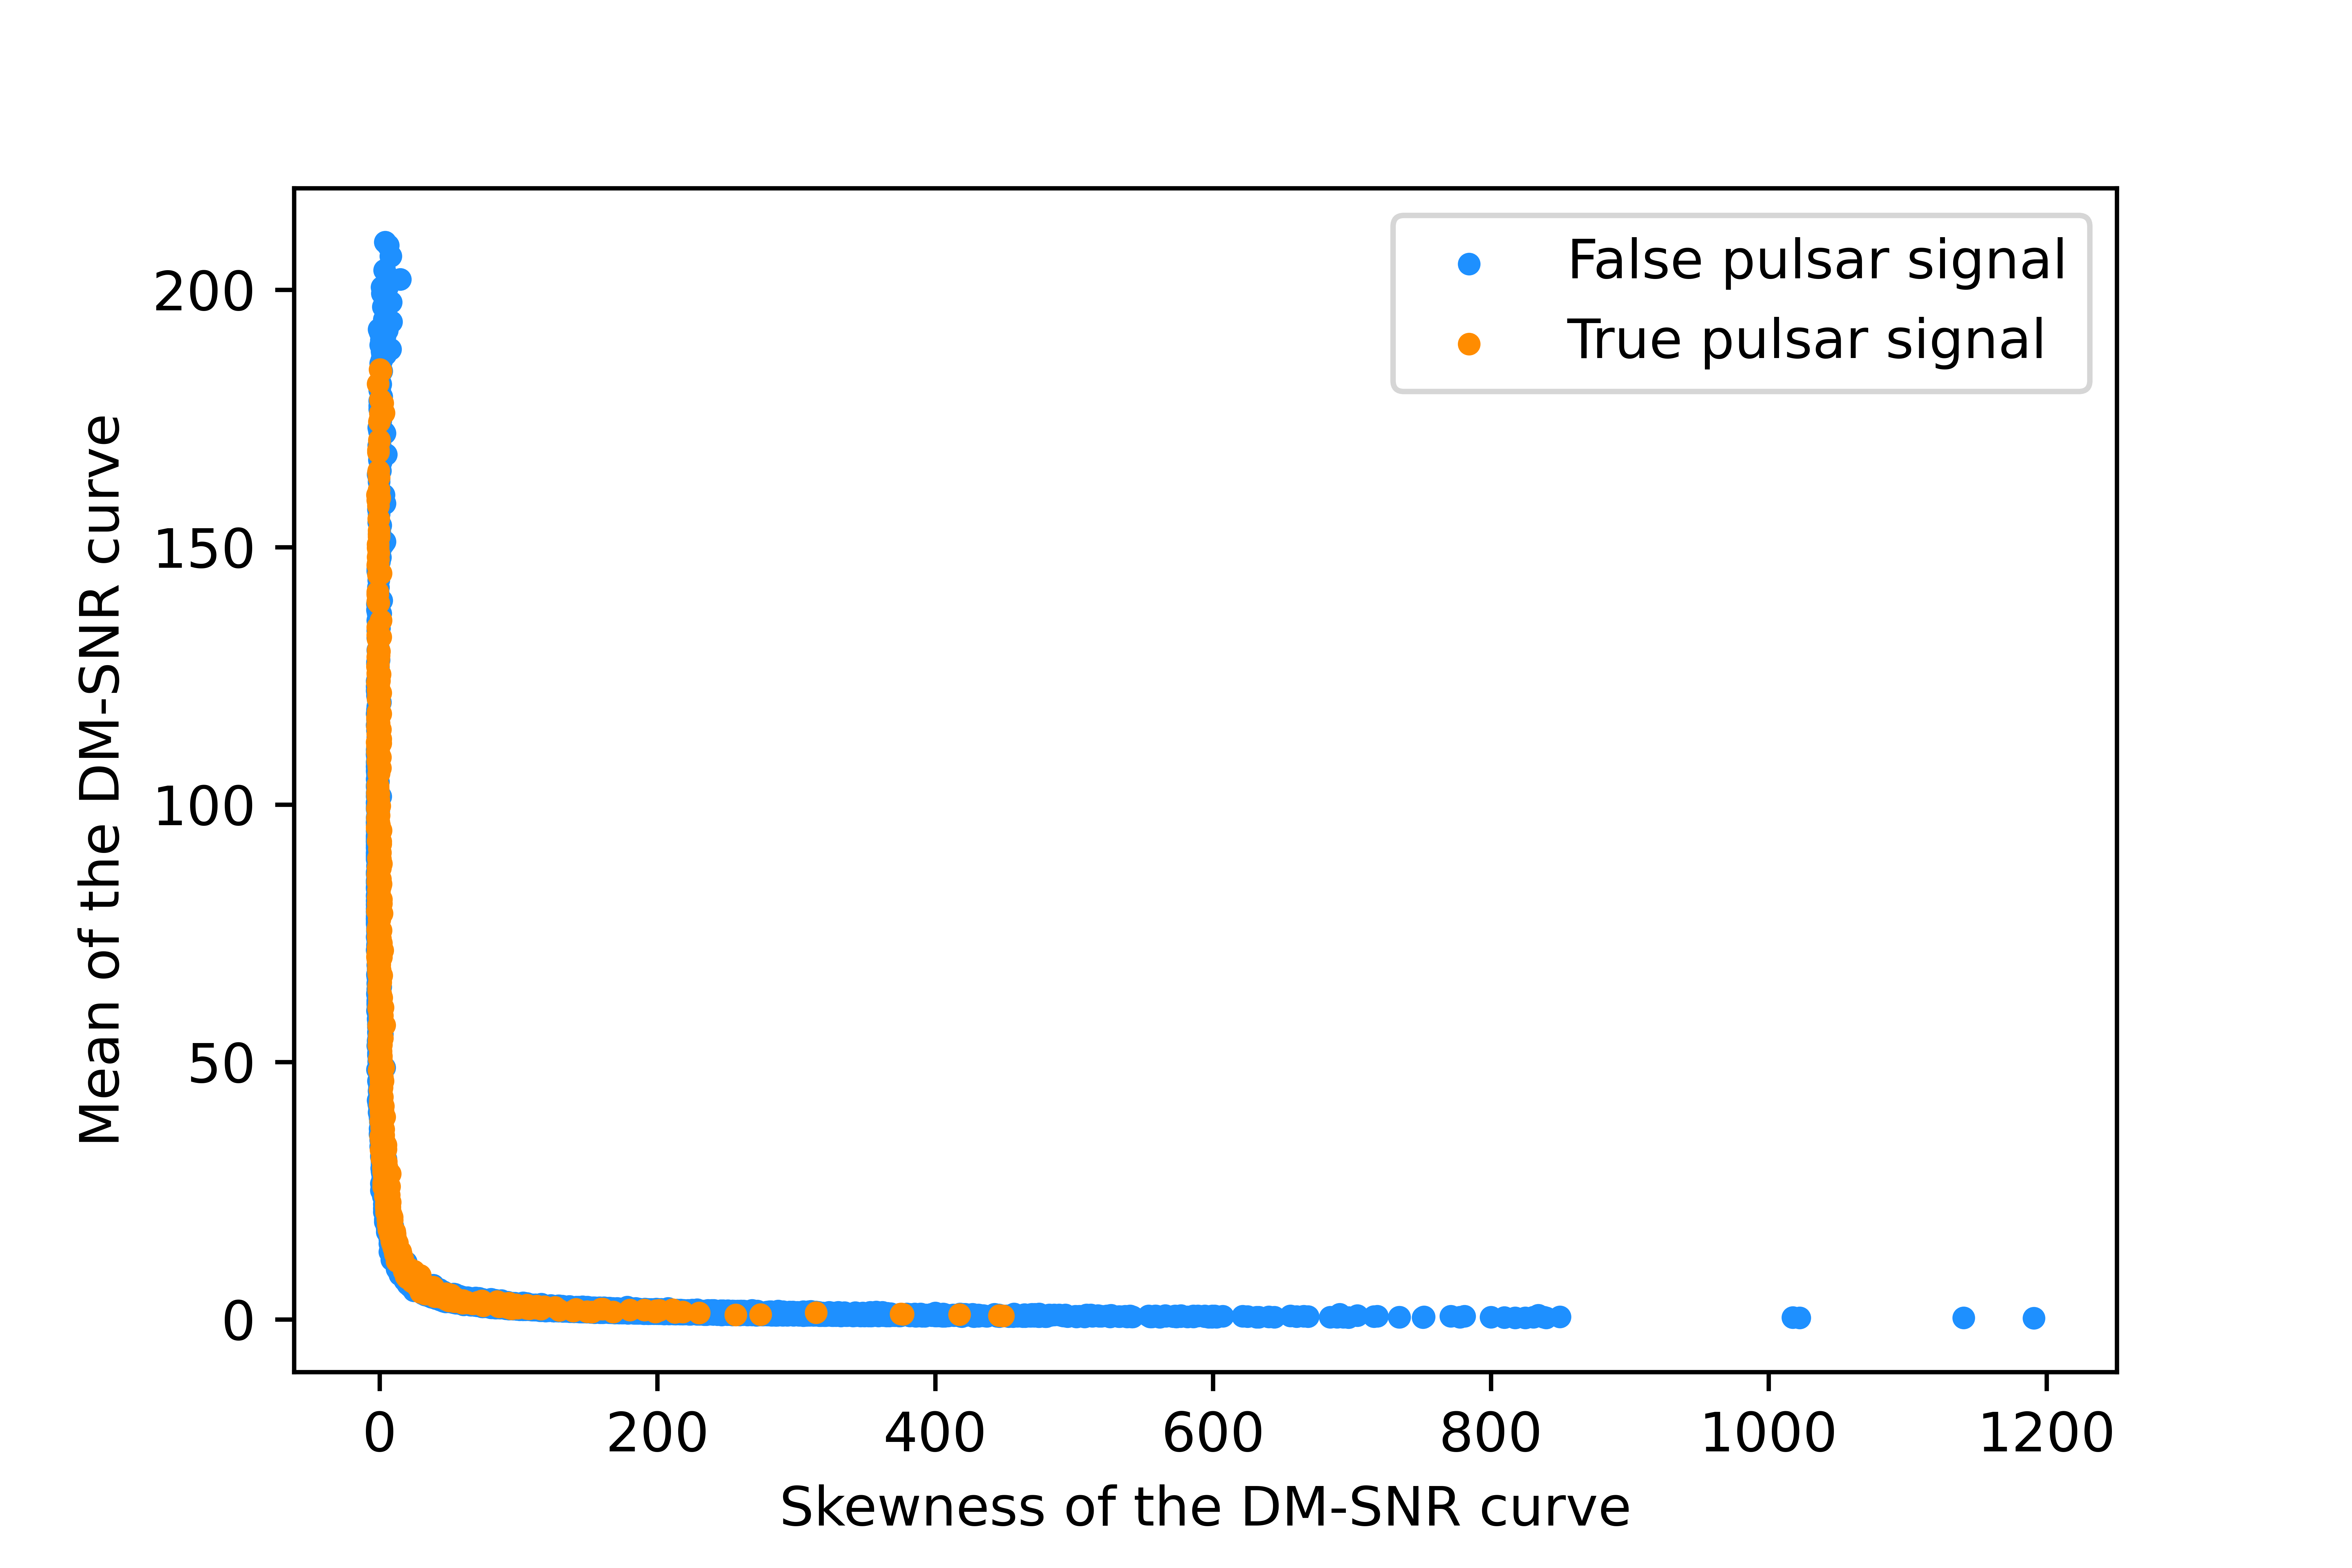 False pulsar signal
True pulsar signal
Mean of the DM-SNR curve
200
150
100
50
0
0 200 400 600 800 1000 1200
Skewness of the DM-SNR curve